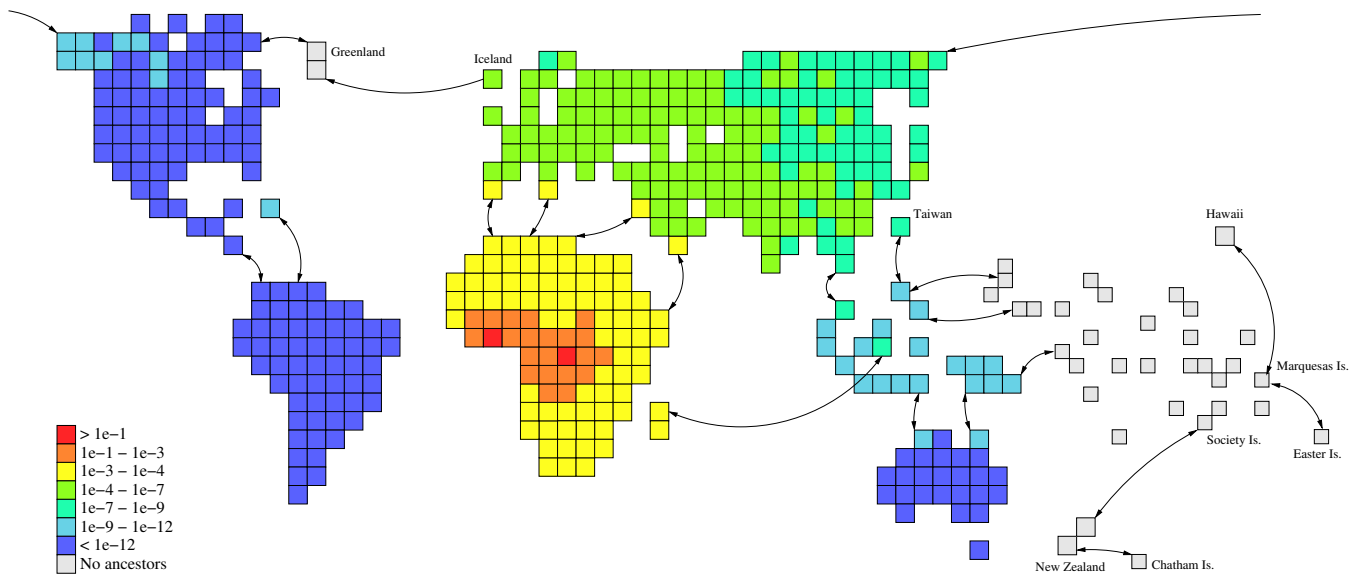 Greenland
Iceland
Taiwan
Hawaii
Marquesas Is.
Society Is.
Easter Is.
New Zealand
Chatham Is.
> 1e−1
1e−1 − 1e−3
1e−3 − 1e−4
1e−4 − 1e−7
1e−7 − 1e−9
1e−9 − 1e−12
< 1e−12
No ancestors